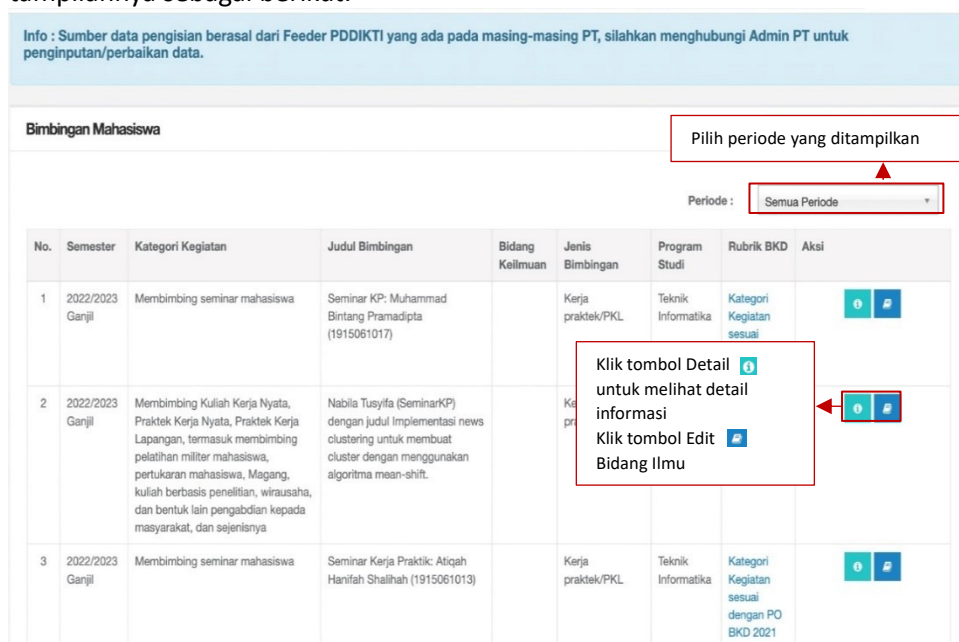 Info : Sumber data pengisian berasal dari Feeder PDDIKTI yang ada pada masing-masing PT, silahkan menghubungi Admin PT untuk
penginputan/perbaikan data.
Bimbingan Mahasiswa
Pilih periode yang ditampilkan
Periode : Semua Periode
No. Semester Kategori Kegiatan Judul Bimbingan Bidang Keilmuan Jenis Bimbingan Program Studi Rubrik BKD Aksi
1 2022/2023 Membimbing seminar mahasiswa Seminar KP: Muhammad Kerja Teknik Kategori
Ganjil Bintang Pramadipta praktek/PKL Informatika Kegiatan
(1915061017) sesuai
Klik tombol Detail
untuk melihat detail
informasi
Klik tombol Edit
Bidang Ilmu
2 2022/2023 Membimbing Kuliah Kerja Nyata, Nabila Tusyifa (SeminarKP)
Ganjil Praktek Kerja Nyata, Praktek Kerja dengan judul Implementasi news
Lapangan, termasuk membimbing clustering untuk membuat
pelatihan militer mahasiswa, cluster dengan menggunakan
pertukaran mahasiswa, Magang, algoritma mean-shift.
kuliah berbasis penelitian, wirausaha,
dan bentuk lain pengabdian kepada
masyarakat, dan sejenisnya
3 2022/2023 Membimbing seminar mahasiswa Seminar Kerja Praktik: Atiqah Kerja Teknik Kategori
Ganjil Hanifah Shalihah (1915061013) praktek/PKL Informatika Kegiatan
sesuai
dengan PO
BKD 2021